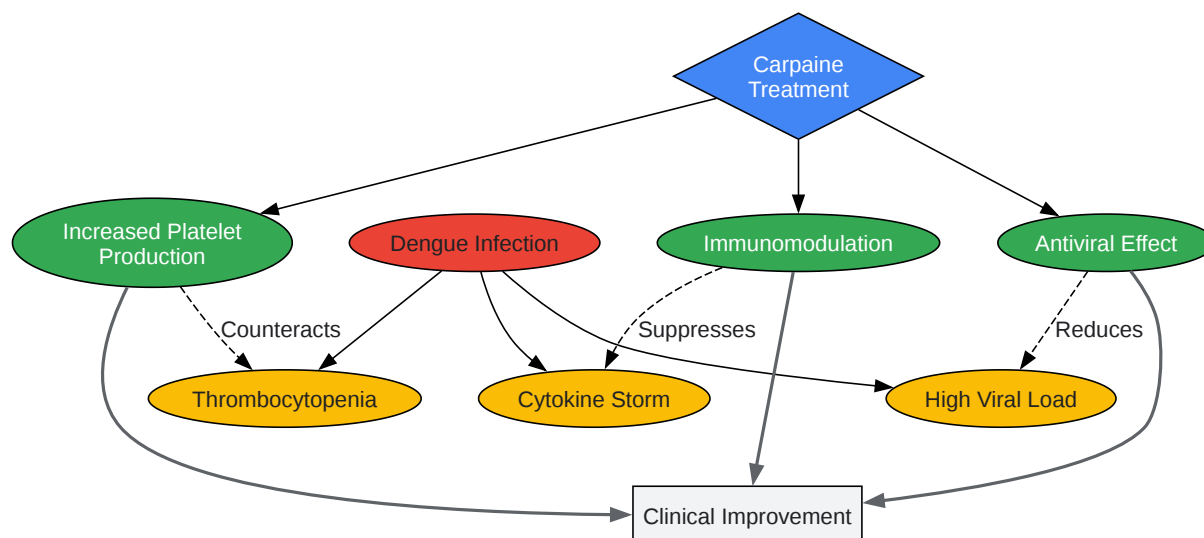 Carpaine
Treatment
Increased Platelet
Production
Dengue Infection
Immunomodulation
Antiviral Effect
Counteracts
Suppresses
Reduces
Thrombocytopenia
Cytokine Storm
High Viral Load
Clinical Improvement